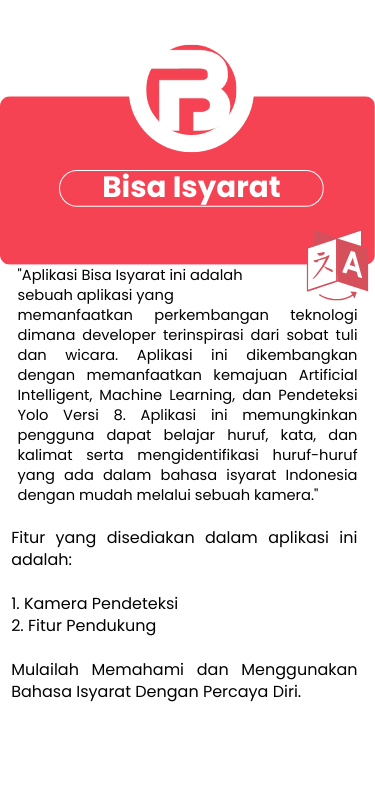 Bisa Isyarat
"Aplikasi Bisa Isyarat ini adalah
sebuah aplikasi yang
memanfaatkan perkembangan teknologi
dimana developer terinspirasi dari sobat tuli
dan wicara. Aplikasi ini dikembangkan
dengan memanfaatkan kemajuan Artificial
Intelligent, Machine Learning, dan Pendeteksi
Yolo Versi 8. Aplikasi ini memungkinkan
pengguna dapat belajar huruf, kata, dan
kalimat serta mengidentifikasi huruf-huruf
yang ada dalam bahasa isyarat Indonesia
dengan mudah melalui sebuah kamera."
Fitur yang disediakan dalam aplikasi ini
adalah:
1. Kamera Pendeteksi
2. Fitur Pendukung
Mulailah Memahami dan Menggunakan
Bahasa Isyarat Dengan Percaya Diri.